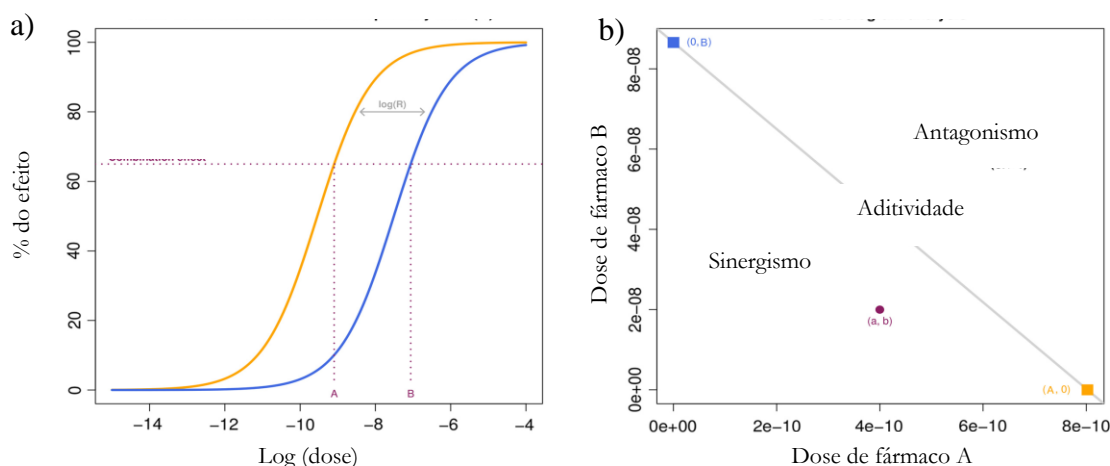 a)
% do efeito
100
80
60
40
20
0
log(R)
A
B
−14
−12
−10
−8
−6
−4
Log (dose)
b)
Dose de fármaco B
8e−08
6e−08
4e−08
2e−08
0e+00
(0, B)
Antagonismo
Aditividade
Sinergismo
(a, b)
(A, 0)
0e+00
2e−10
4e−10
6e−10
8e−10
Dose de fármaco A